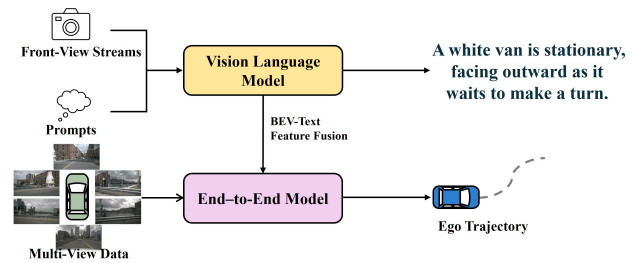 Front-View Streams
Prompts
Vision Language
Model
A white van is stationary,
facing outward as it
waits to make a turn.
BEV-Text
Feature Fusion
Multi-View Data
End–to-End Model
Ego Trajectory